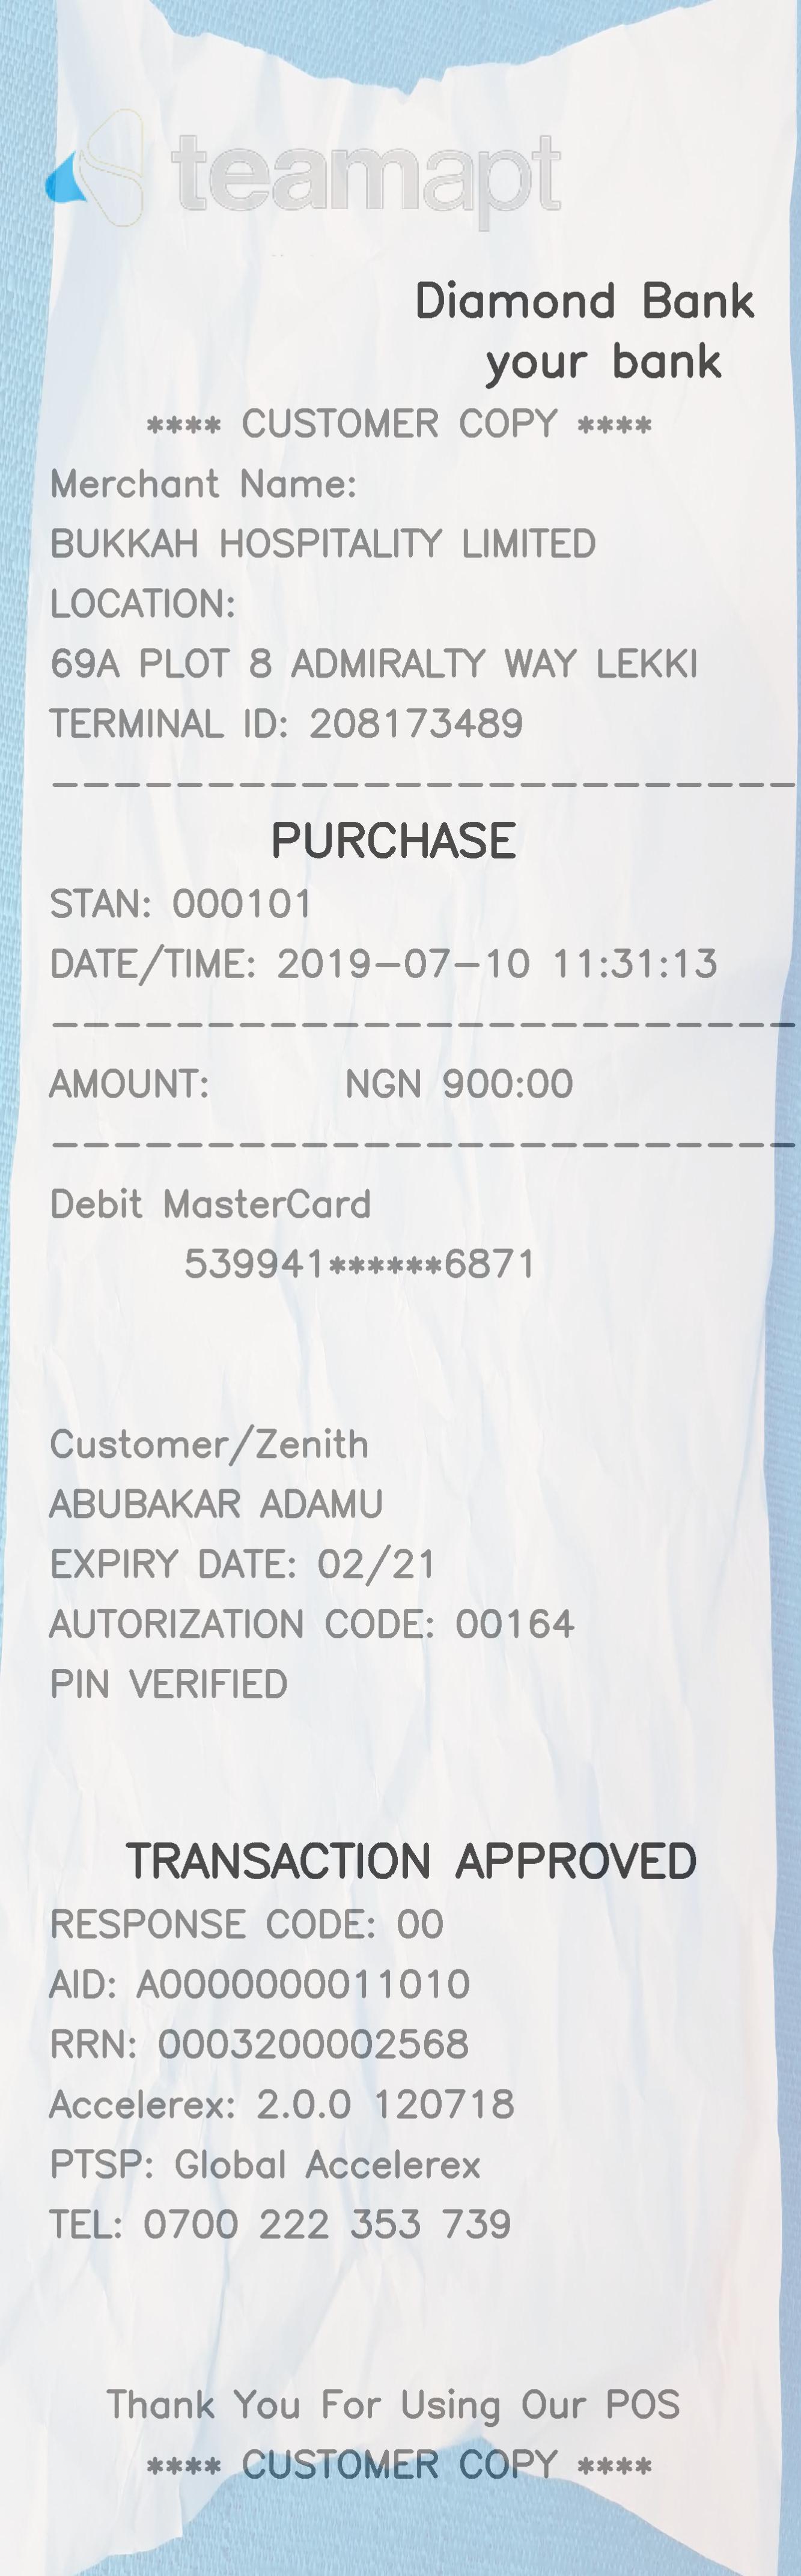 teamapt
Diamond Bank
your bank
**** CUSTOMER COPY ****
Merchant Name:
BUKKAH HOSPITALITY LIMITED
LOCATION:
69A PLOT 8 ADMIRALTY WAY LEKKI
TERMINAL ID: 208173489
------------------------
PURCHASE
STAN: 000101
DATE/TIME: 2019-07-10 11:31:13
------------------------
AMOUNT: NGN 900:00
------------------------
Debit MasterCard
539941******6871
Customer/Zenith
ABUBAKAR ADAMU
EXPIRY DATE: 02/21
AUTORIZATION CODE: 00164
PIN VERIFIED
TRANSACTION APPROVED
RESPONSE CODE: 00
AID: A0000000011010
RRN: 0003200002568
Accelerex: 2.0.0 120718
PTSP: Global Accelerex
TEL: 0700 222 353 739
Thank You For Using Our POS
**** CUSTOMER COPY ****